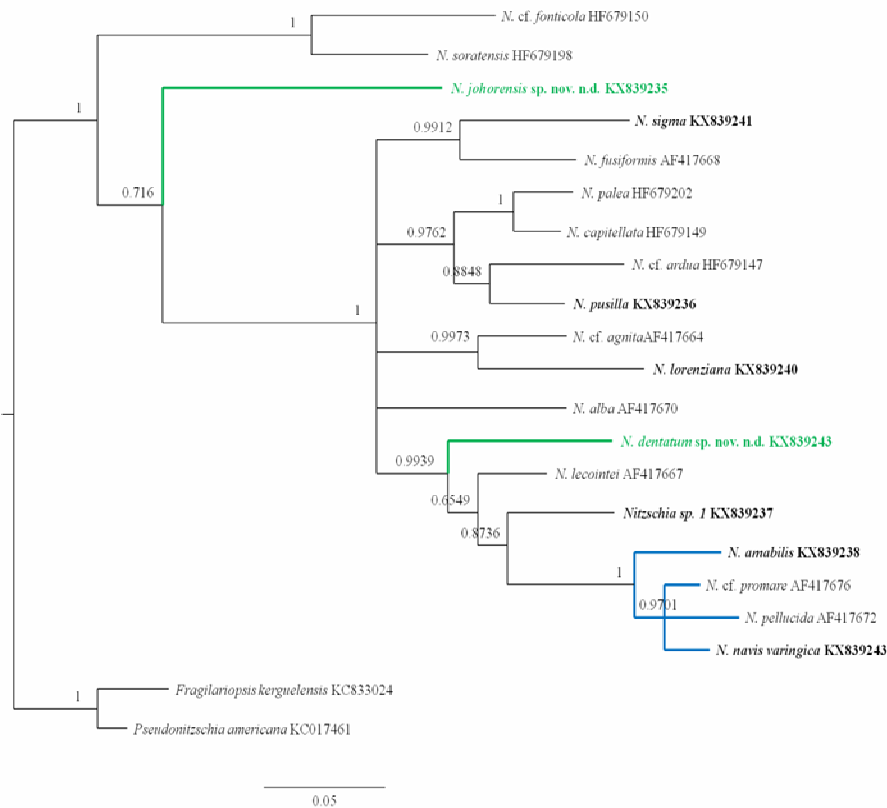 1
N. cf. fonticola HF679150
N. soratensis HF679198
1
N. johorensis sp. nov. n.d. KX839235
0.9912
N. sigma KX839241
N. fusiformis AF417668
0.716
1
N. palea HF679202
0.9762
N. capitellata HF679149
0.8848
N. cf. ardua HF679147
N. pusilla KX839236
1
0.9973
N. cf. agnitaAF417664
N. lorenziana KX839240
N. alba AF417670
N. dentatum sp. nov. n.d. KX839243
0.9939
N. lecointei AF417667
0.6549
Nitzschia sp. 1 KX839237
0.8736
N. amabilis KX839238
1
N. cf. promare AF417676
0.9701
N. pellucida AF417672
N. navis varingica KX839243
1
Fragilariopsis kerguelensis KC833024
Pseudonitzschia americana KC017461
0.05